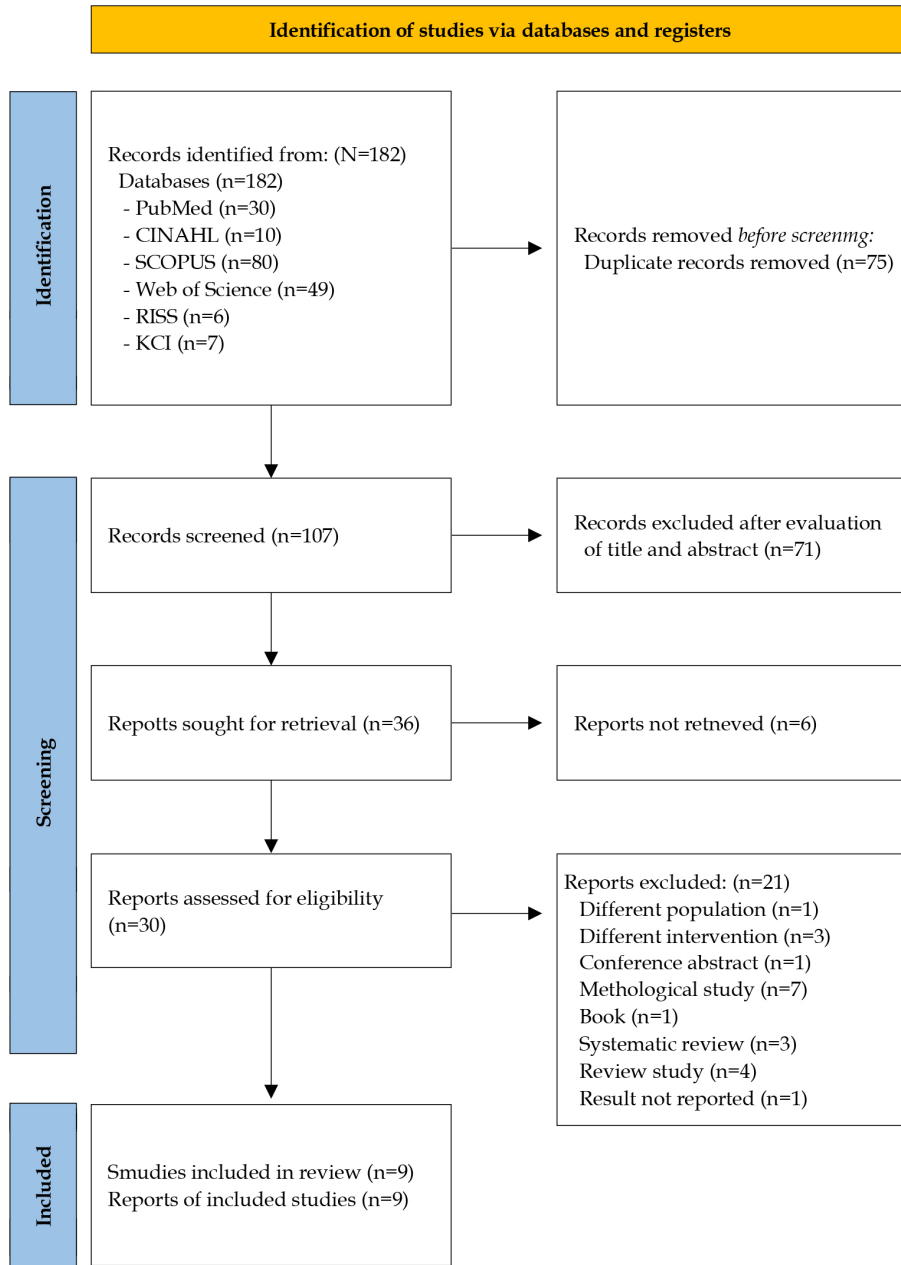 Identification of studies via databases and registers
Identification
Records identified from: (N=182)
Databases (n=182)
- PubMed (n=30)
- CINAHL (n=10)
- SCOPUS (n=80)
- Web of Science (n=49)
- RISS (n=6)
- KCI (n=7)
Records removed before screenmg:
Duplicate records removed (n=75)
Screening
Records screened (n=107)
Records excluded after evaluation
of title and abstract (n=71)
Repotts sought for retrieval (n=36)
Reports not retneved (n=6)
Reports assessed for eligibility
(n=30)
Reports excluded: (n=21)
Different population (n=1)
Different intervention (n=3)
Conference abstract (n=1)
Methological study (n=7)
Book (n=1)
Systematic review (n=3)
Review study (n=4)
Result not reported (n=1)
Included
Smudies included in review (n=9)
Reports of included studies (n=9)